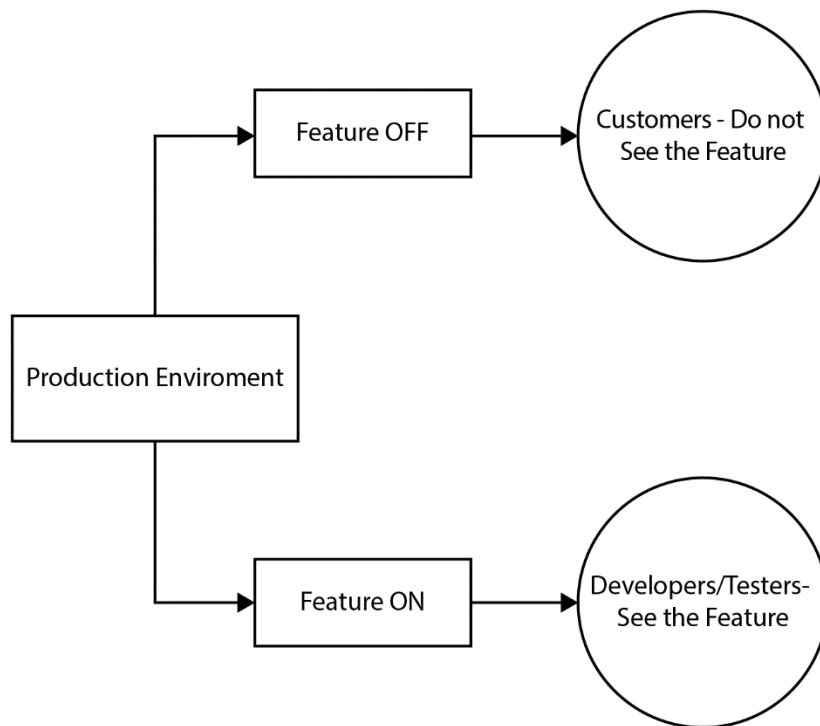 Feature OFF
Customers - Do not
See the Feature
Production Enviroment
Feature ON
Developers/Testers-
See the Feature